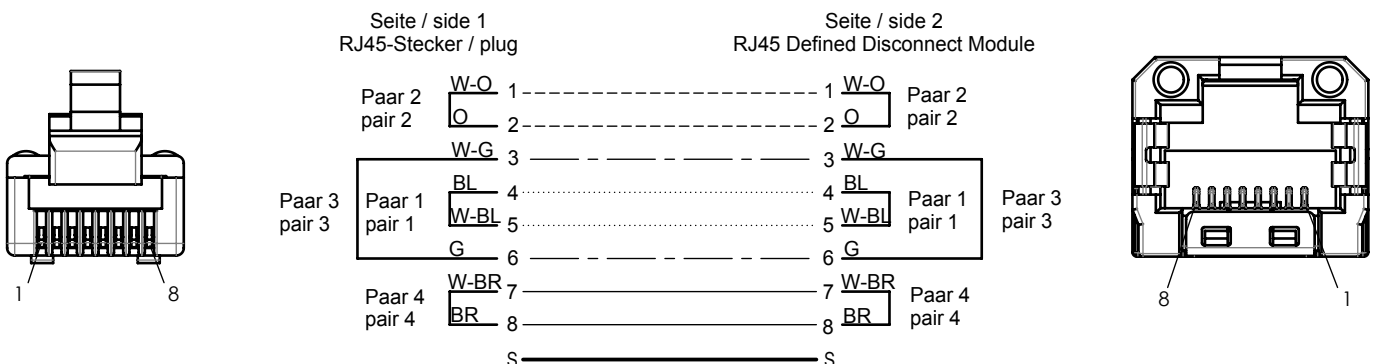 Seite / side 1
RJ45-Stecker / plug
Seite / side 2
RJ45 Defined Disconnect Module
Paar 2
pair 2
W-O 1
O 2
1 W-O
2 O
Paar 2
pair 2
W-G 3
3 W-G
Paar 3
pair 3
Paar 1
pair 1
BL 4
W-BL 5
4 BL
5 W-BL
Paar 1
pair 1
Paar 3
pair 3
G 6
6 G
Paar 4
pair 4
W-BR 7
BR 8
7 W-BR
8 BR
Paar 4
pair 4
S S
1 8
8 1